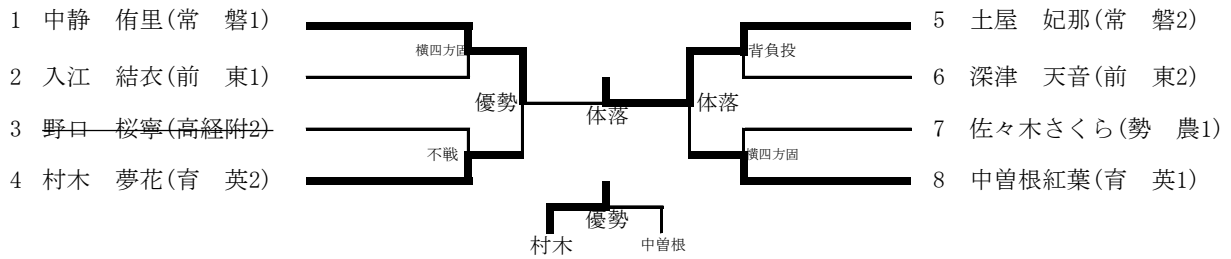 1 中静　侑里(常　磐1)
横四方固
2 入江　結衣(前　東1)
優勢
3 野口　桜寧(高経附2)
不戦
4 村木　夢花(育　英2)
体落
5 土屋　妃那(常　磐2)
背負投
6 深津　天音(前　東2)
体落
7 佐々木さくら(勢　農1)
横四方固
8 中曽根紅葉(育　英1)
優勢
村木
中曽根